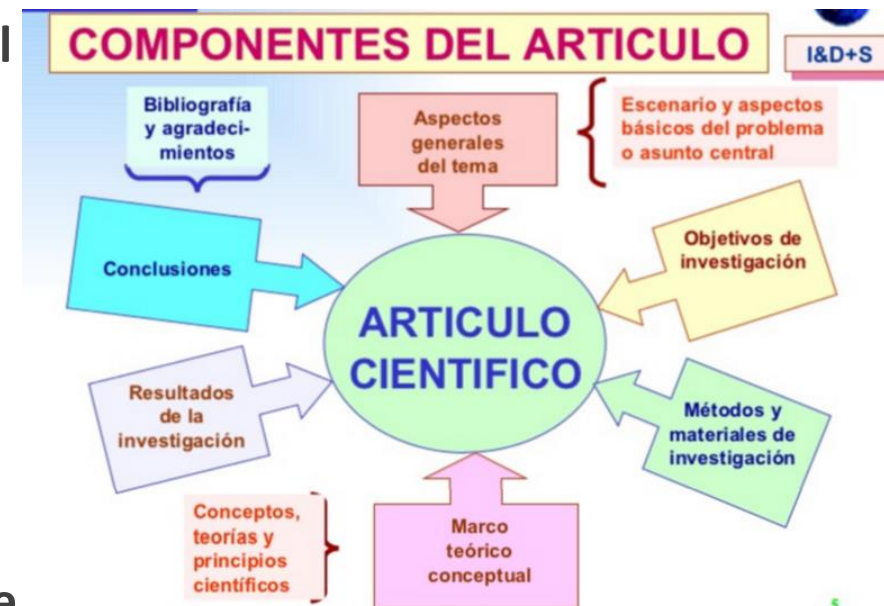 l
COMPONENTES DEL ARTICULO
I&D+S
Bibliografía
y agradeci-
mientos
Aspectos
generales
del tema
Escenario y aspectos
básicos del problema
o asunto central
Conclusiones
Objetivos de
investigación
ARTICULO
CIENTIFICO
Resultados
de la
investigación
Métodos y
materiales de
investigación
Conceptos,
teorías y
principios
científicos
Marco
teórico
conceptual
5
e